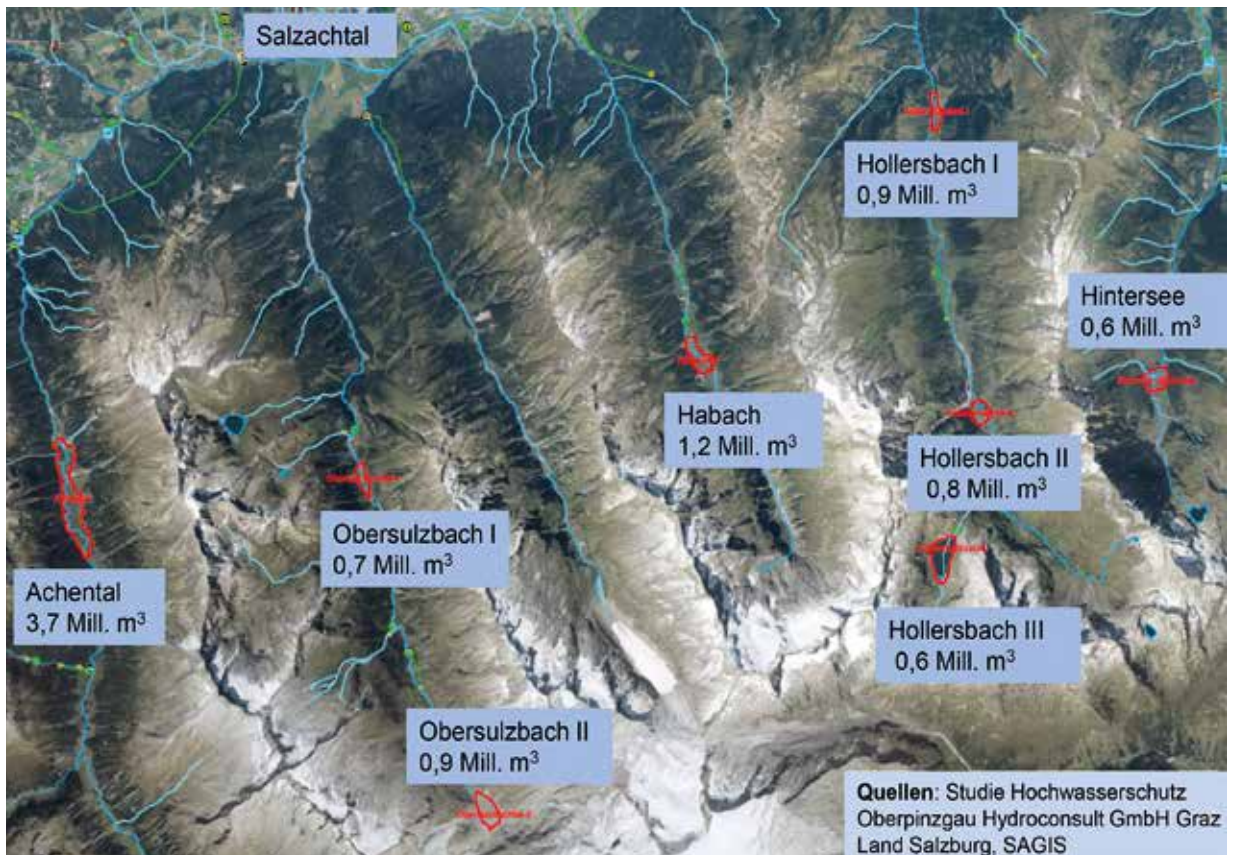 Salzachtal
Hollersbach I
0,9 Mill. m³
Hintersee
0,6 Mill. m³
Habach
1,2 Mill. m³
Hollersbach II
0,8 Mill. m³
Obersulzbach I
0,7 Mill. m³
Achental
3,7 Mill. m³
Hollersbach III
0,6 Mill. m³
Obersulzbach II
0,9 Mill. m³
Quellen: Studie Hochwasserschutz
Oberpinzgau Hydroconsult GmbH Graz
Land Salzburg, SAGIS